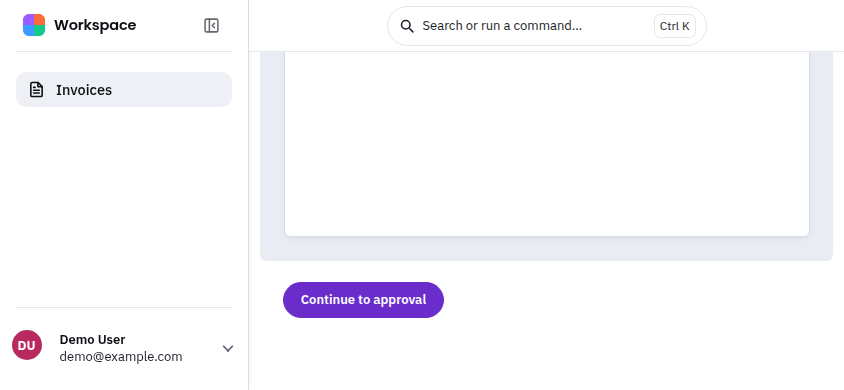 Workspace
Search or run a command...
Ctrl K
Invoices
Continue to approval
DU
Demo User
demo@example.com